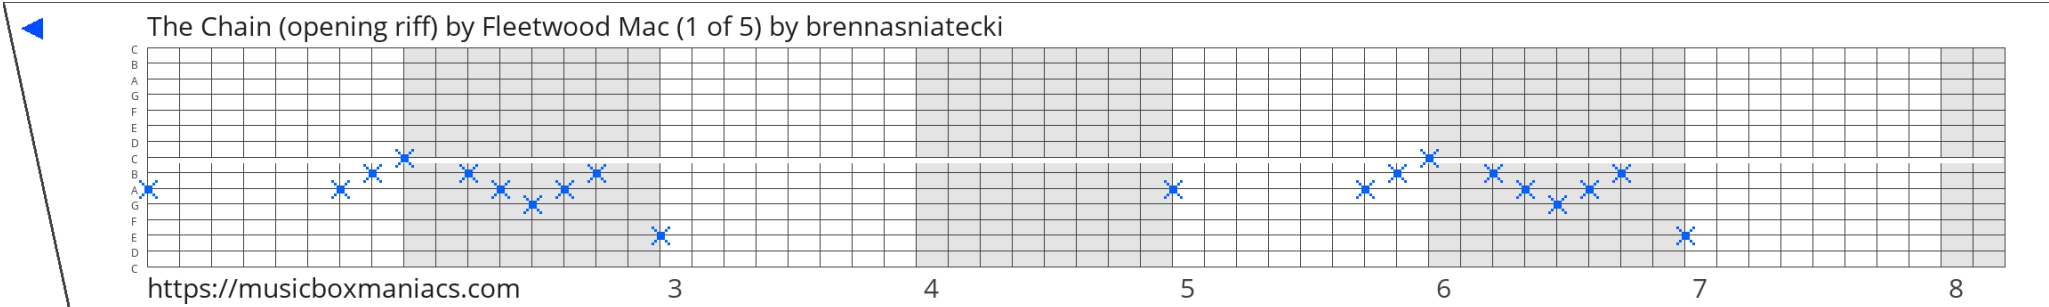 The Chain (opening riff) by Fleetwood Mac (1 of 5) by brennasniatecki
C
B
A
G
F
E
D
C
B
A
G
F
E
D
C
https://musicboxmaniacs.com 3 4 5 6 7 8